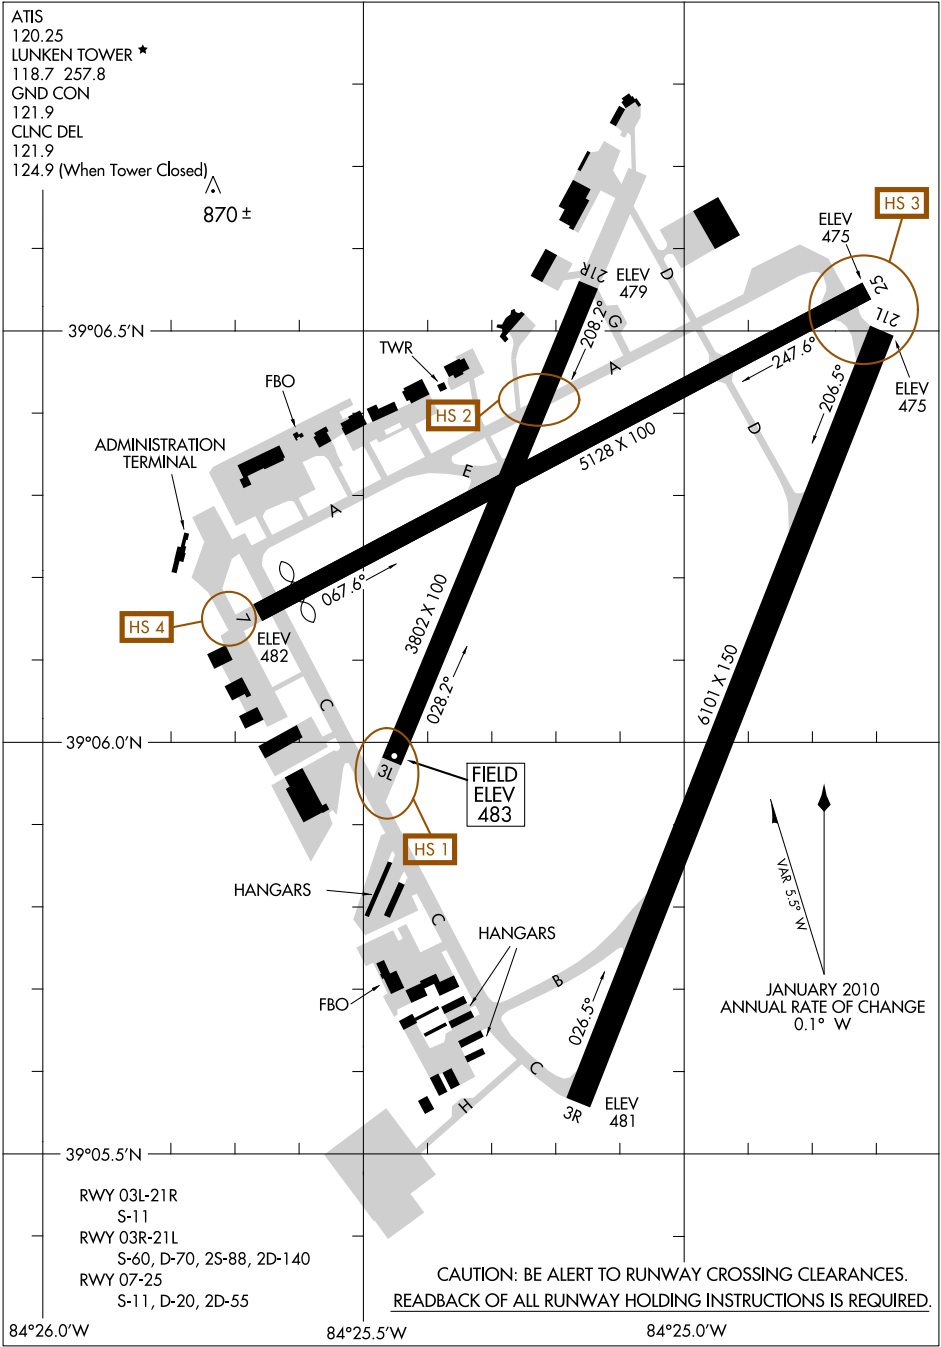 ATIS
120.25
LUNKEN TOWER ★
118.7 257.8
GND CON
121.9
CLNC DEL
121.9
124.9 (When Tower Closed)
870 ±
HS 3
ELEV
475
25
21L
ELEV
475
D
21R
ELEV
479
208.2°
G
A
247.6°
206.5°
39°06.5'N
TWR
FBO
HS 2
D
5128 X 100
ADMINISTRATION
TERMINAL
E
A
067.6°
HS 4
7
ELEV
482
3802 X 100
028.2°
C
6101 X 150
39°06.0'N
3L
FIELD
ELEV
483
HS 1
HANGARS
VAR 5.5° W
C
HANGARS
B
FBO
026.5°
JANUARY 2010
ANNUAL RATE OF CHANGE
0.1° W
C
H
3R
ELEV
481
39°05.5'N
RWY 03L-21R
S-11
RWY 03R-21L
S-60, D-70, 2S-88, 2D-140
RWY 07-25
S-11, D-20, 2D-55
CAUTION: BE ALERT TO RUNWAY CROSSING CLEARANCES.
READBACK OF ALL RUNWAY HOLDING INSTRUCTIONS IS REQUIRED.
84°26.0'W
84°25.5'W
84°25.0'W